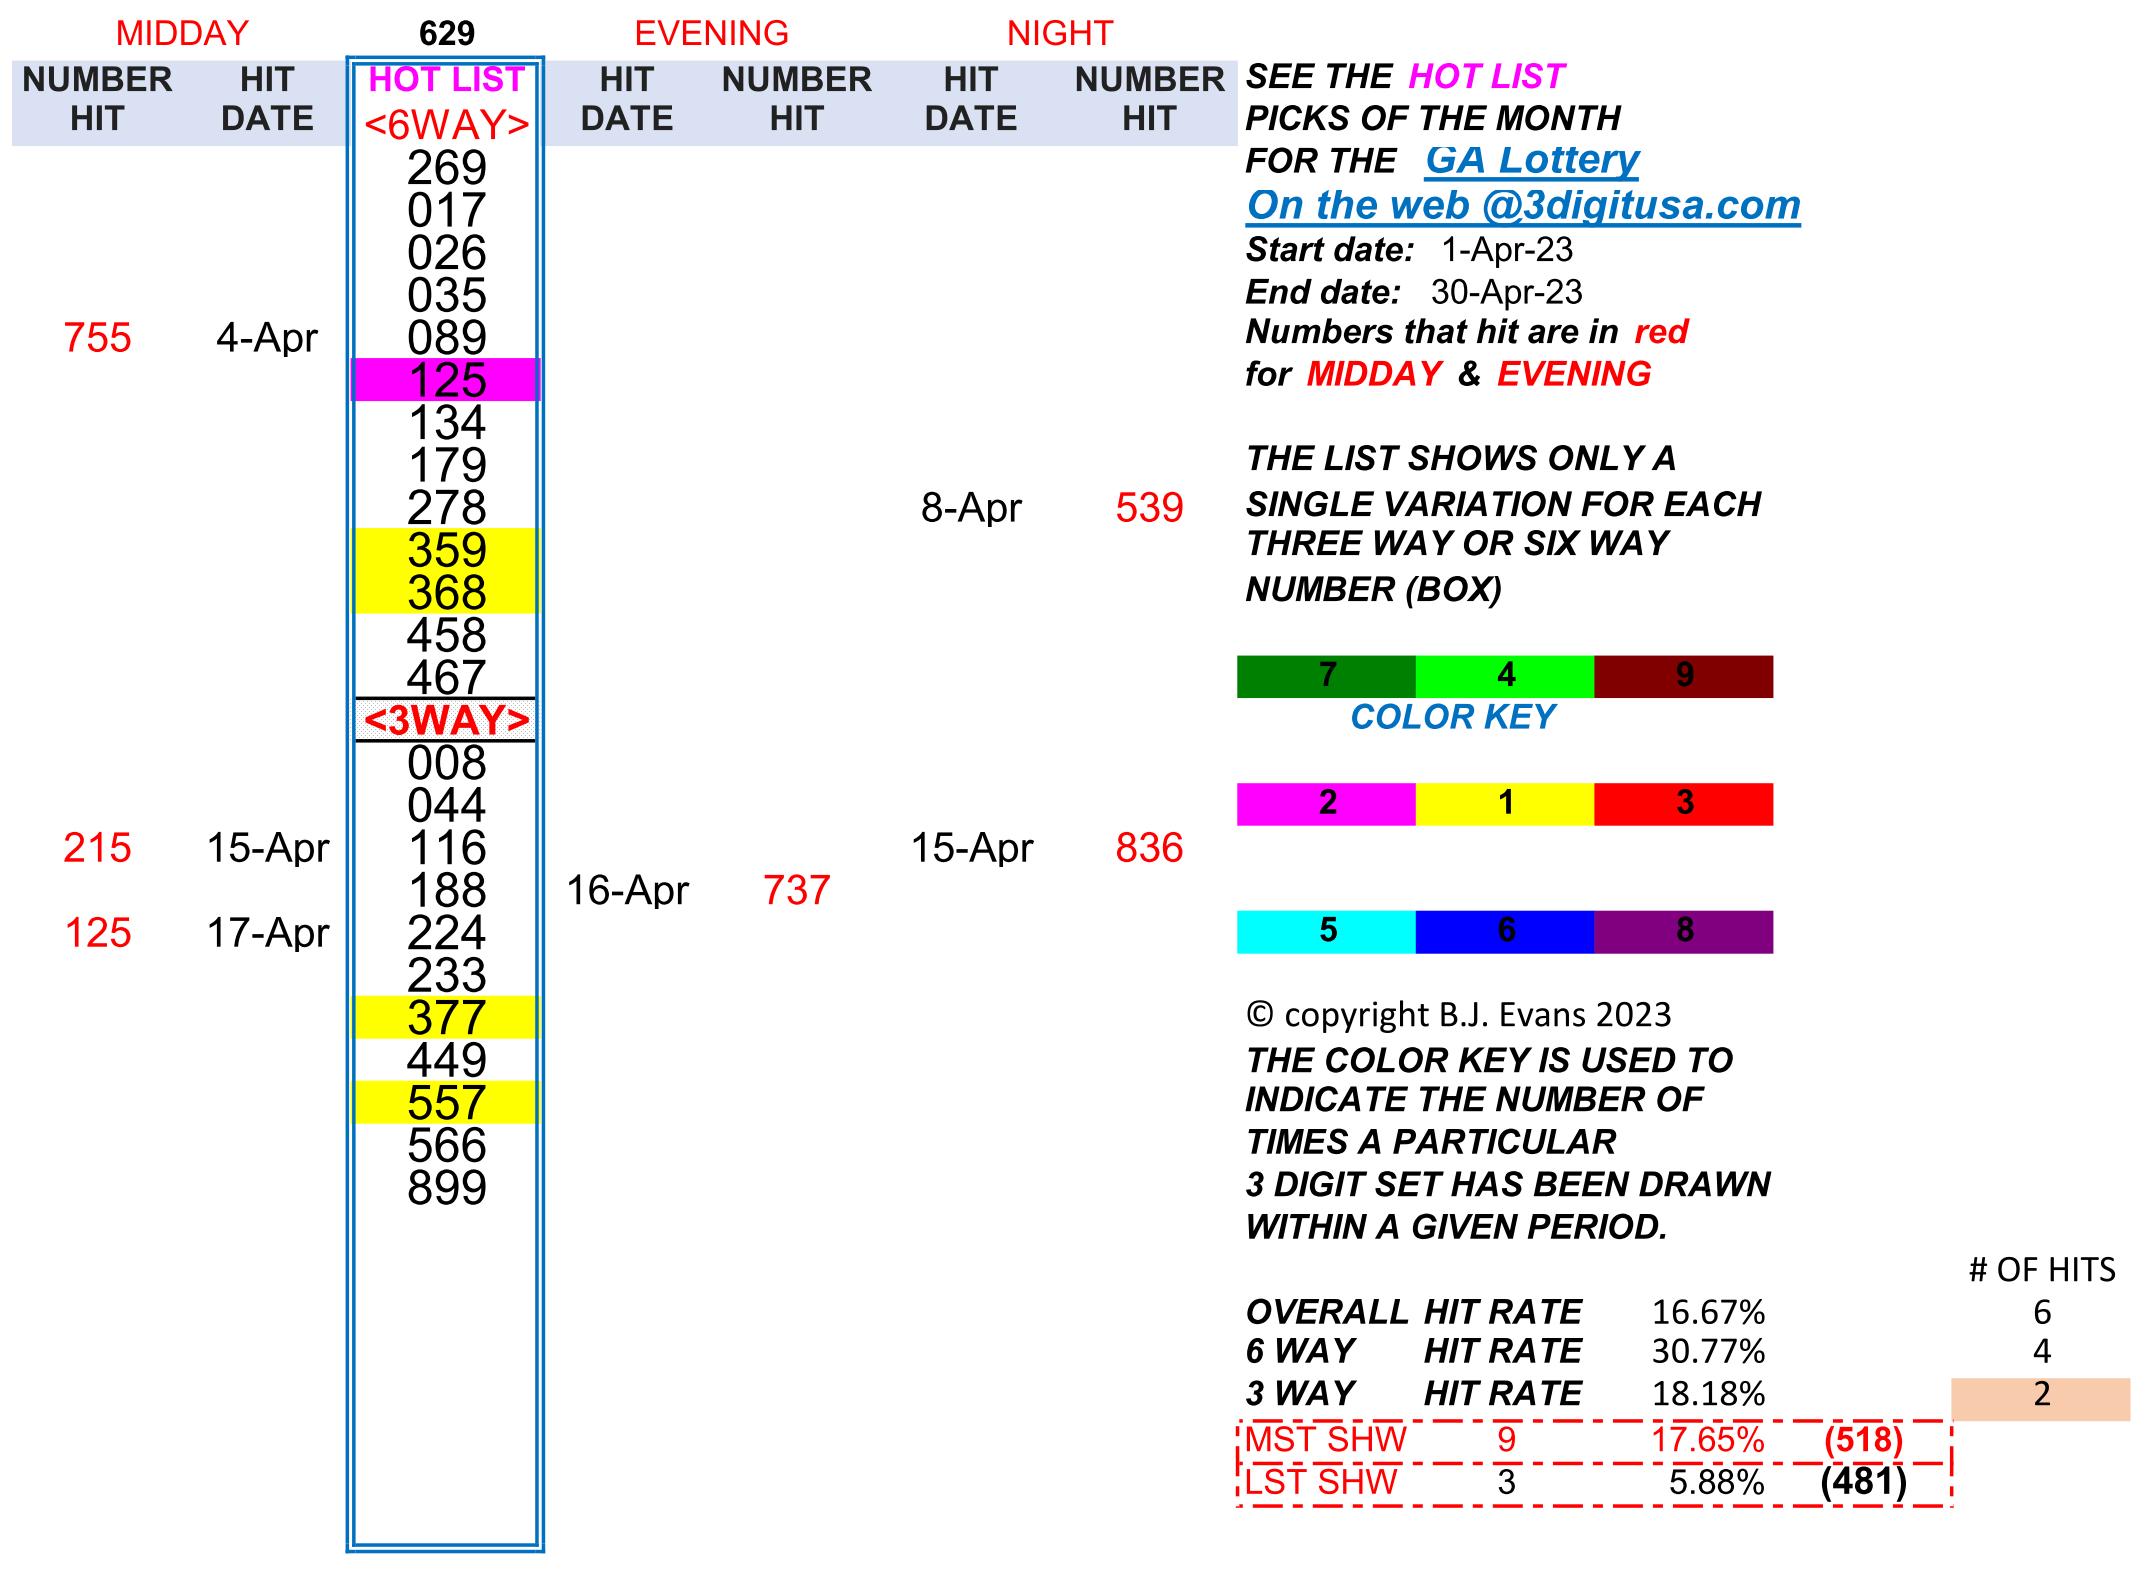 MIDDAY 629 EVENING NIGHT
NUMBER HIT HOT LIST HIT NUMBER HIT NUMBER SEE THE HOT LIST
HIT DATE <6WAY> DATE HIT DATE HIT PICKS OF THE MONTH
269 FOR THE GA Lottery
017 On the web @3digitusa.com
026 Start date: 1-Apr-23
035 End date: 30-Apr-23
755 4-Apr 089 Numbers that hit are in red
125 for MIDDAY & EVENING
134
179 THE LIST SHOWS ONLY A
278 8-Apr 539 SINGLE VARIATION FOR EACH
359 THREE WAY OR SIX WAY
368 NUMBER (BOX)
458
467 7 4 9
<3WAY> COLOR KEY
008
044 2 1 3
215 15-Apr 116 15-Apr 836
188 16-Apr 737
125 17-Apr 224 5 6 8
233
377 © copyright B.J. Evans 2023
449 THE COLOR KEY IS USED TO
557 INDICATE THE NUMBER OF
566 TIMES A PARTICULAR
899 3 DIGIT SET HAS BEEN DRAWN
WITHIN A GIVEN PERIOD.
# OF HITS
OVERALL HIT RATE 16.67% 6
6 WAY HIT RATE 30.77% 4
3 WAY HIT RATE 18.18% 2
MST SHW 9 17.65% (518)
LST SHW 3 5.88% (481)